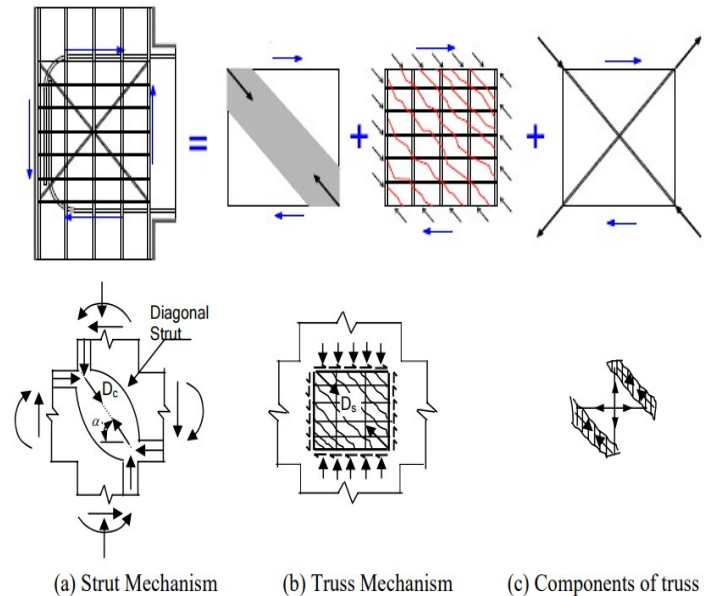 = + +
Diagonal
Strut
Dc
α
Ds
(a) Strut Mechanism (b) Truss Mechanism (c) Components of truss